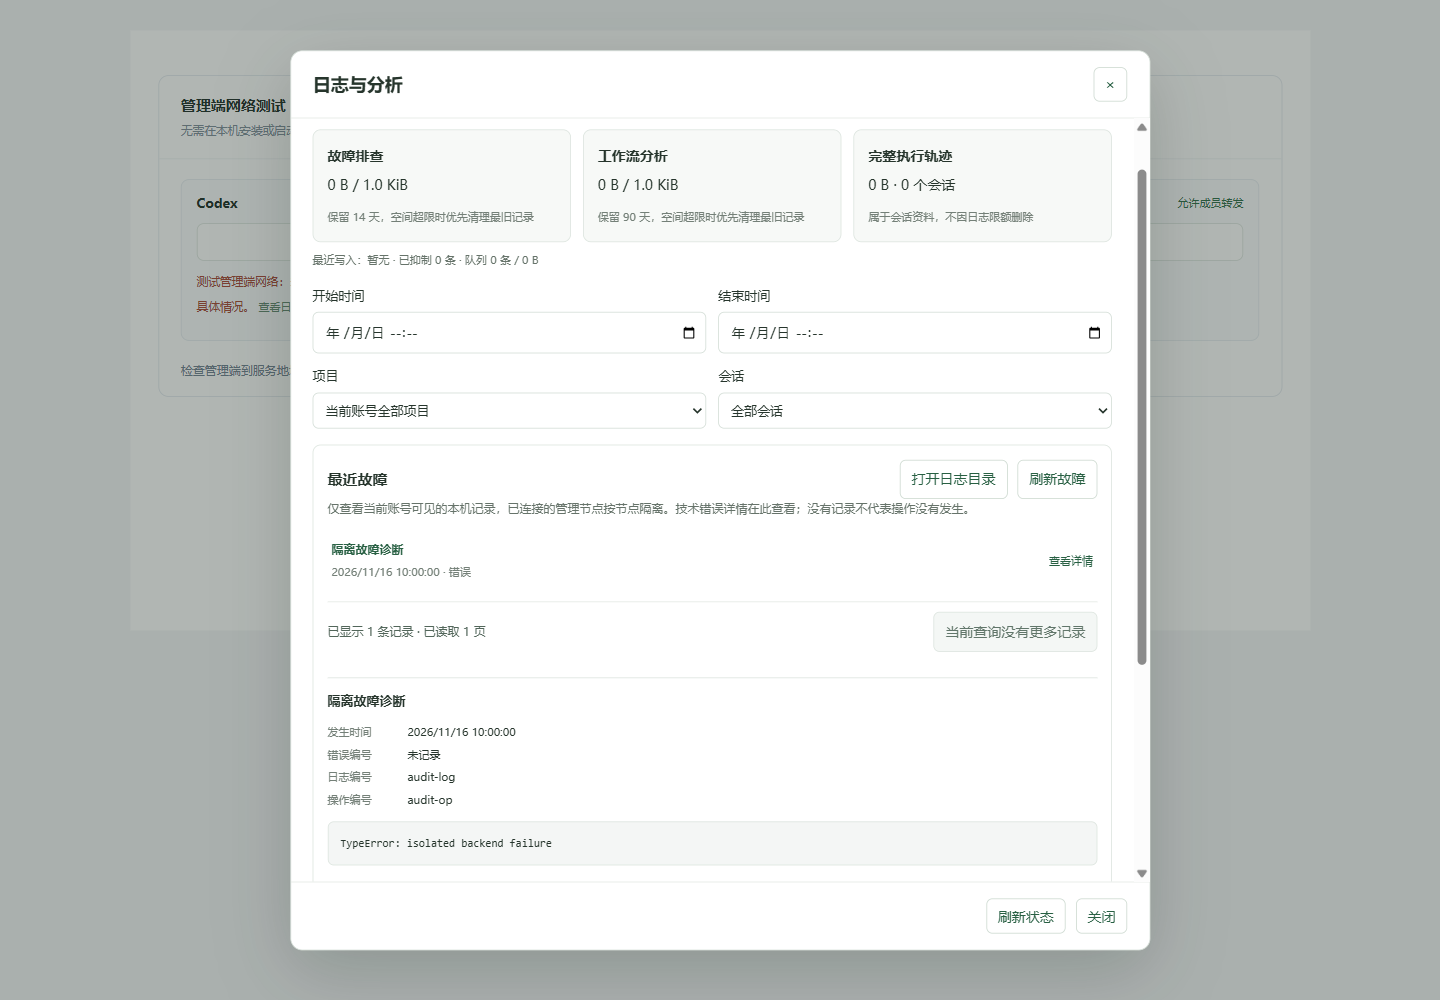 日志与分析
×
管理端网络测试
无需在本机安装或启
Codex
允许成员转发
测试管理端网络：
具体情况。 查看日
检查管理端到服务地
故障排查
0 B / 1.0 KiB
保留 14 天，空间超限时优先清理最旧记录
工作流分析
0 B / 1.0 KiB
保留 90 天，空间超限时优先清理最旧记录
完整执行轨迹
0 B · 0 个会话
属于会话资料，不因日志限额删除
最近写入：暂无 · 已抑制 0 条 · 队列 0 条 / 0 B
开始时间
结束时间
年 /月/日 --:--
年 /月/日 --:--
项目
会话
当前账号全部项目
全部会话
最近故障
打开日志目录
刷新故障
仅查看当前账号可见的本机记录，已连接的管理节点按节点隔离。技术错误详情在此查看；没有记录不代表操作没有发生。
隔离故障诊断
2026/11/16 10:00:00 · 错误
查看详情
已显示 1 条记录 · 已读取 1 页
当前查询没有更多记录
隔离故障诊断
发生时间 2026/11/16 10:00:00
错误编号 未记录
日志编号 audit-log
操作编号 audit-op
TypeError: isolated backend failure
刷新状态
关闭